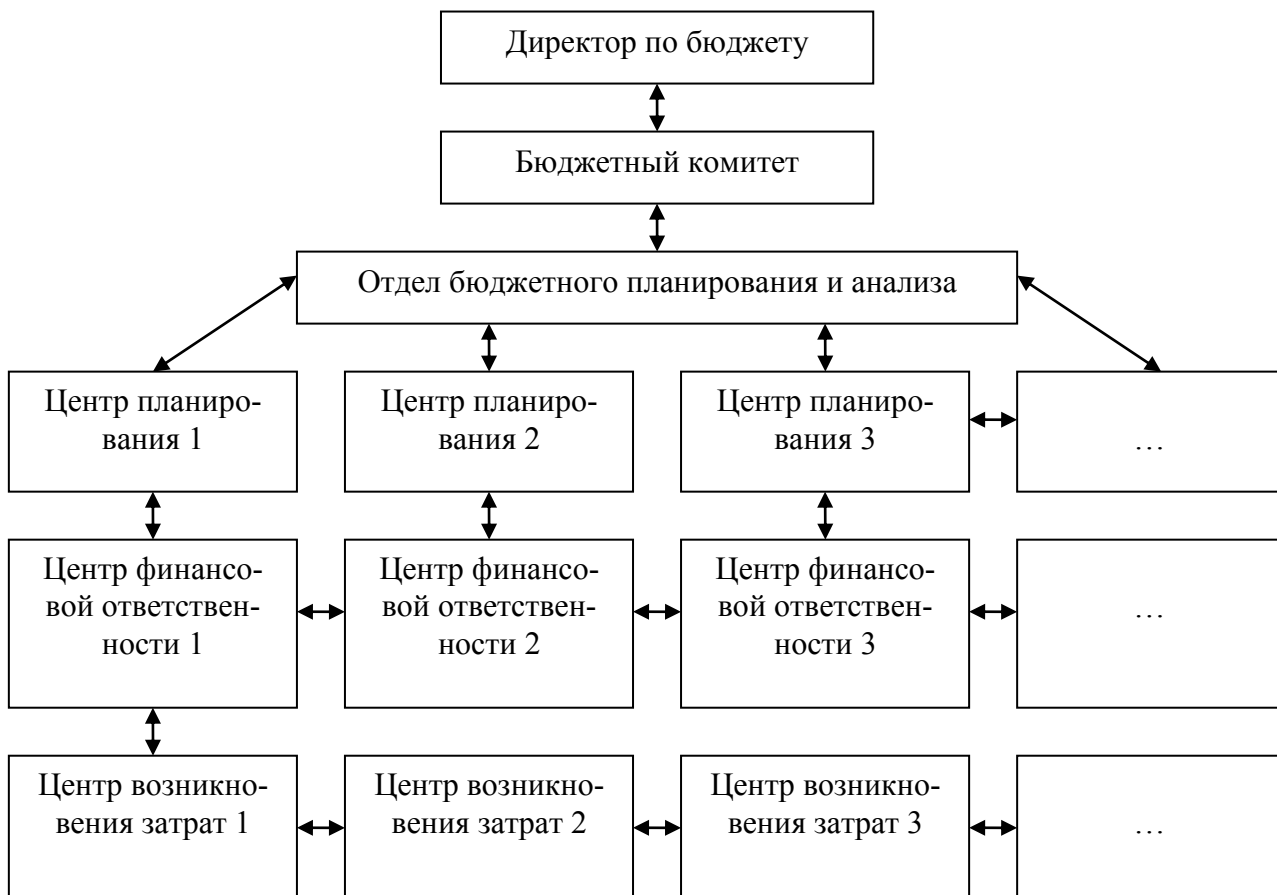 Директор по бюджету
Бюджетный комитет
Отдел бюджетного планирования и анализа
Центр планиро-
вания 1
Центр планиро-
вания 2
Центр планиро-
вания 3
…
Центр финансо-
вой ответствен-
ности 1
Центр финансо-
вой ответствен-
ности 2
Центр финансо-
вой ответствен-
ности 3
…
Центр возникно-
вения затрат 1
Центр возникно-
вения затрат 2
Центр возникно-
вения затрат 3
…